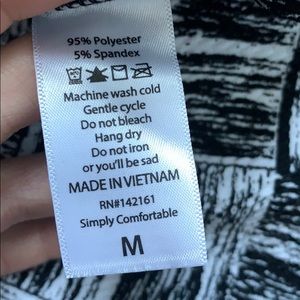 95% Polyester
5% Spandex
Machine wash cold
Gentle cycle
Do not bleach
Hang dry
Do not iron
or you'll be sad
MADE IN VIETNAM
RN#142161
Simply Comfortable
M